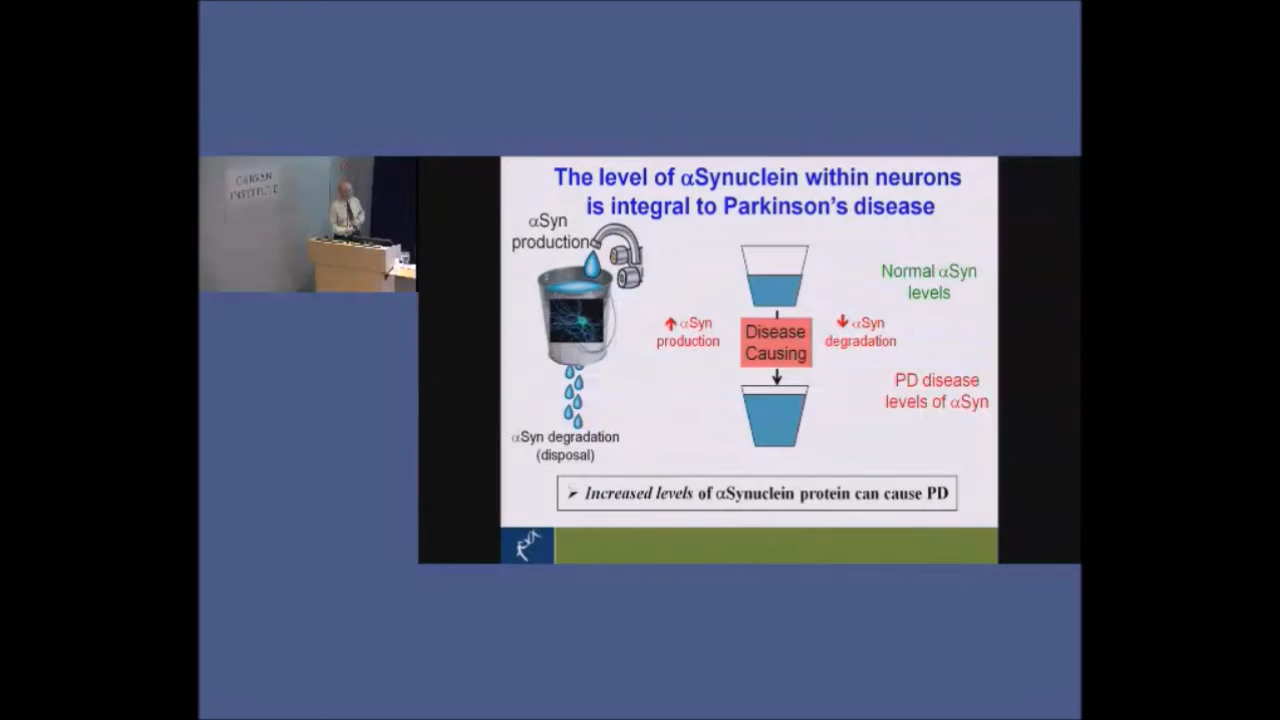 GARVAN
INSTITUTE
The level of αSynuclein within neurons
is integral to Parkinson's disease
αSyn
production
αSyn degradation
(disposal)
Normal αSyn
levels
↑ αSyn
production
Disease
Causing
↓ αSyn
degradation
PD disease
levels of αSyn
➤ Increased levels of αSynuclein protein can cause PD